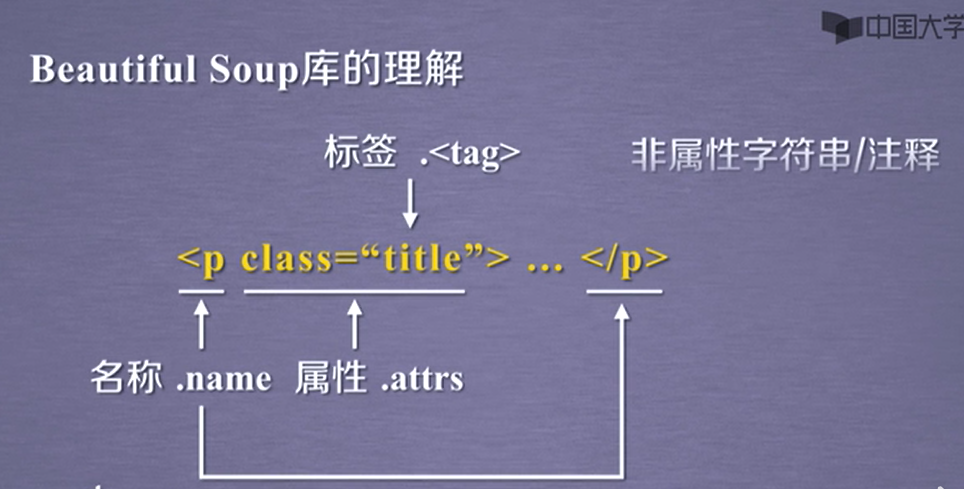 中国大学
Beautiful Soup库的理解
标签 .<tag>
非属性字符串/注释
<p class=“title”> … </p>
名称 .name 属性 .attrs